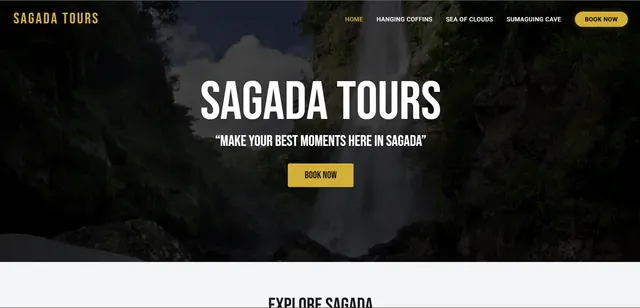 SAGADA TOURS
HOME HANGING COFFINS SEA OF CLOUDS SUMAGUING CAVE BOOK NOW
SAGADA TOURS
“MAKE YOUR BEST MOMENTS HERE IN SAGADA”
BOOK NOW
EXPLORE SAGADA